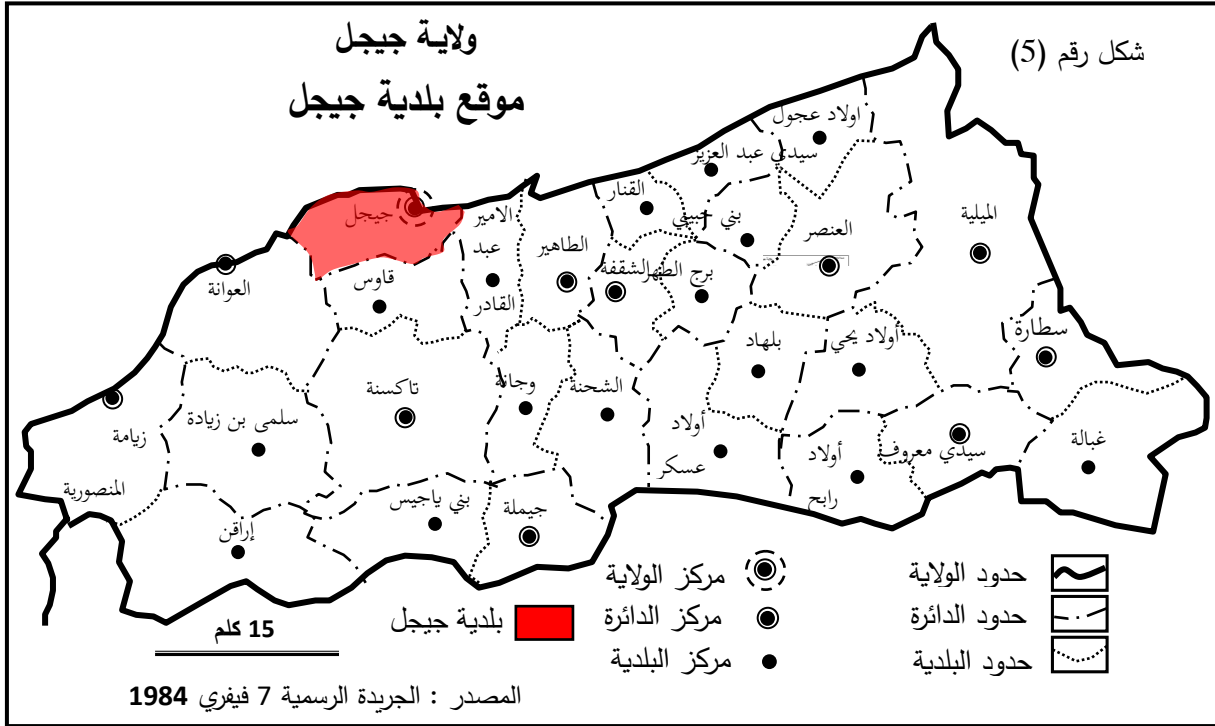 شكل رقم (5)
ولاية جيجل
موقع بلدية جيجل
اولاد عجول
سيدي عبد العزيز
القنار
بني حبيبي
الميلية
العنصر
جيجل
الامير
عبد
القادر
الطاهير
الشقفة
برج الطهر
العوانة
قاوس
سطارة
أولاد يحي
بلهاد
الشحنة
وجانة
تاكسنة
سلمى بن زيادة
زيامة
المنصورية
أولاد
عسكر
أولاد
رابح
سيدي معروف
غبالة
جيملة
بني ياجيس
إراقن
حدود الولاية
حدود الدائرة
حدود البلدية
مركز الولاية
مركز الدائرة
مركز البلدية
بلدية جيجل
15 كلم
المصدر : الجريدة الرسمية 7 فيفري 1984